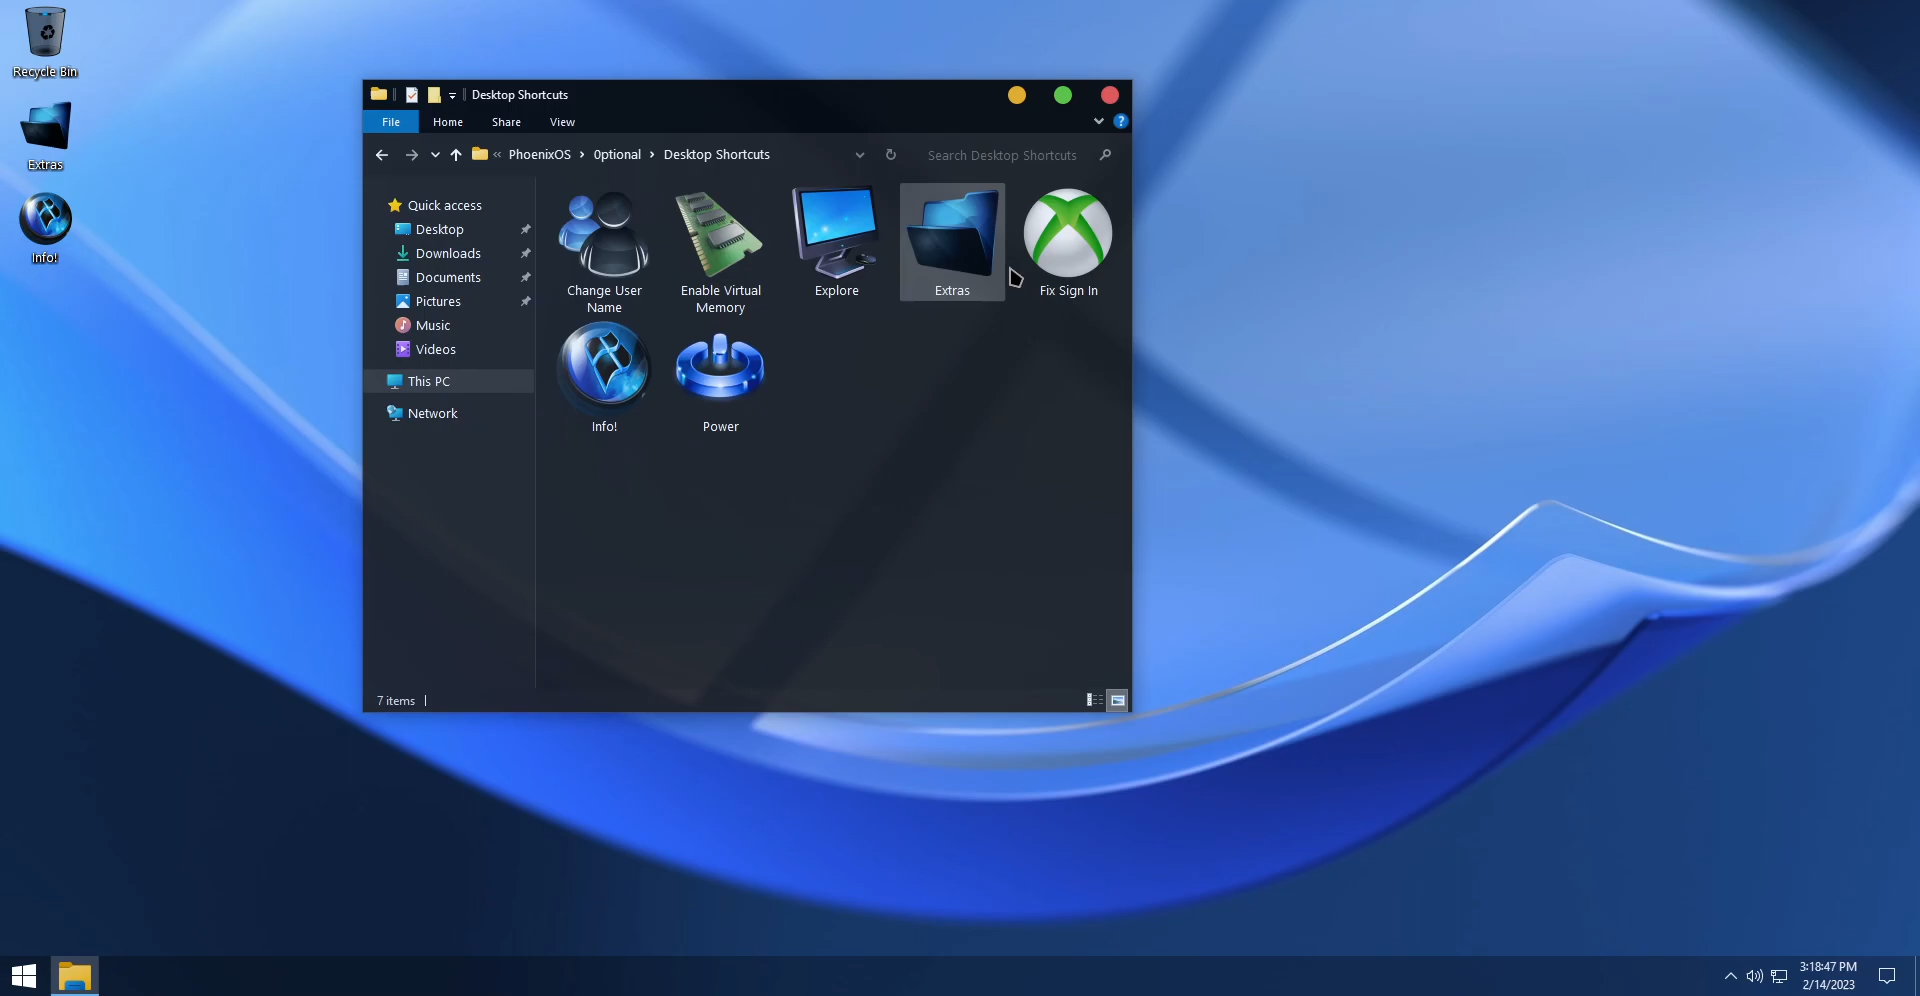 Recycle Bin
Extras
Info!
Desktop Shortcuts
File Home Share View
?
« PhoenixOS › 0ptional › Desktop Shortcuts
Search Desktop Shortcuts
Quick access
Desktop
Downloads
Documents
Pictures
Music
Videos
This PC
Network
Change User
Name
Enable Virtual
Memory
Explore
Extras
Fix Sign In
Info!
Power
7 items
3:18:47 PM
2/14/2023